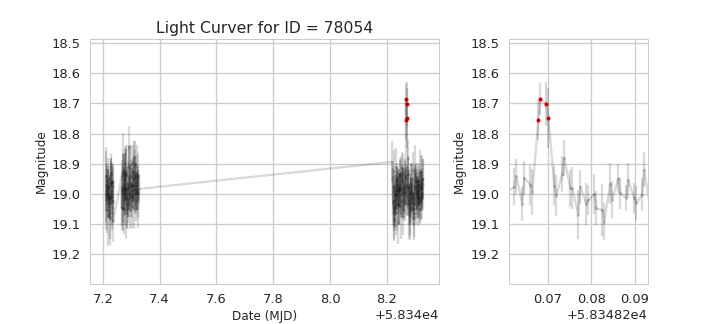 Light Curver for ID = 78054
18.5
18.6
18.7
18.8
18.9
19.0
19.1
19.2
Magnitude
7.2 7.4 7.6 7.8 8.0 8.2
Date (MJD)
+5.834e4
18.5
18.6
18.7
18.8
18.9
19.0
19.1
19.2
Magnitude
0.07 0.08 0.09
+5.83482e4